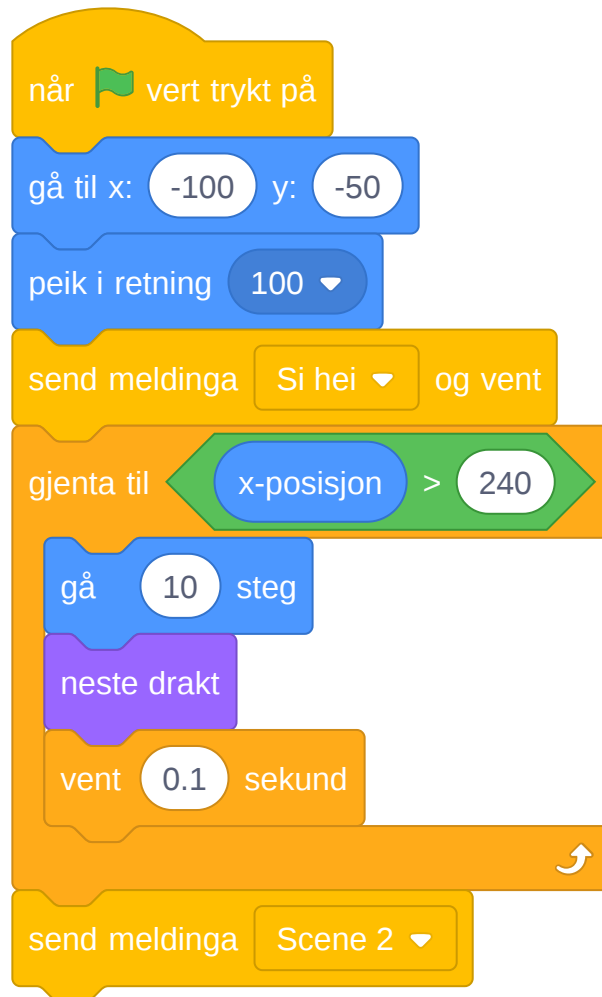 når vert trykt på
gå til x: -100 y: -50
peik i retning 100
send meldinga Si hei og vent
gjenta til x-posisjon > 240
gå 10 steg
neste drakt
vent 0.1 sekund
send meldinga Scene 2